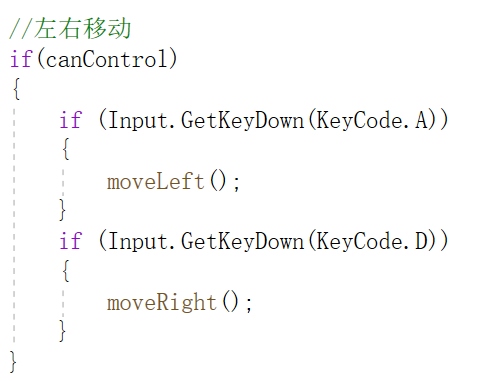 //左右移动
if(canControl)
{
    if (Input.GetKeyDown(KeyCode.A))
    {
        moveLeft();
    }
    if (Input.GetKeyDown(KeyCode.D))
    {
        moveRight();
    }
}